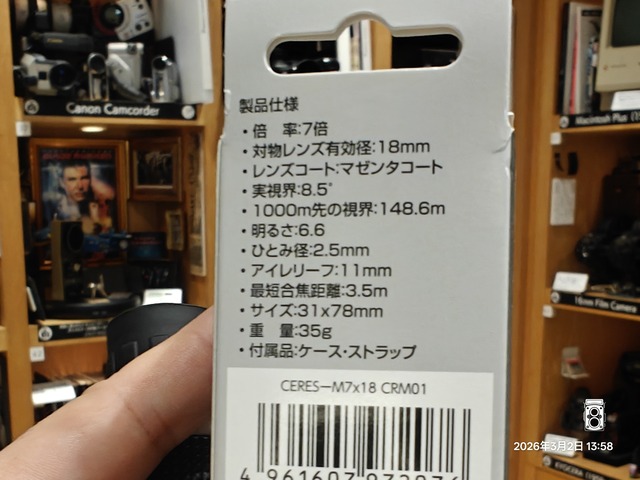 製品仕様
・倍　率:7倍
・対物レンズ有効径:18mm
・レンズコート:マゼンタコート
・実視界:8.5°
・1000m先の視界:148.6m
・明るさ:6.6
・ひとみ径:2.5mm
・アイレリーフ:11mm
・最短合焦距離:3.5m
・サイズ:31x78mm
・重　量:35g
・付属品:ケース・ストラップ
CERES－M7x18 CRM01
Canon Camcorder
Macintosh Plus
16mm Film Camera
2026年3月2日 13:58